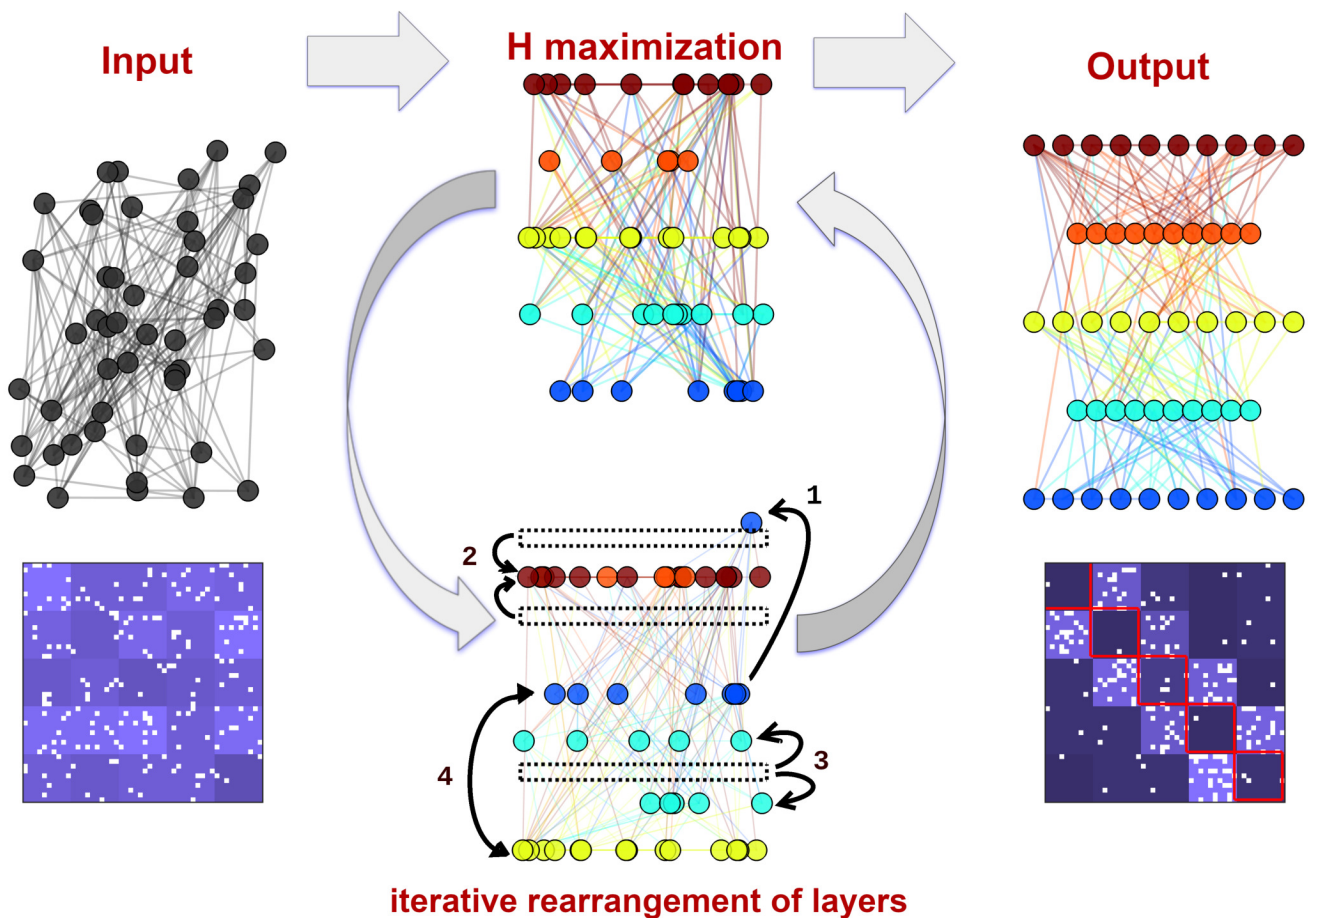 Input
H maximization
Output
1
2
3
4
iterative rearrangement of layers